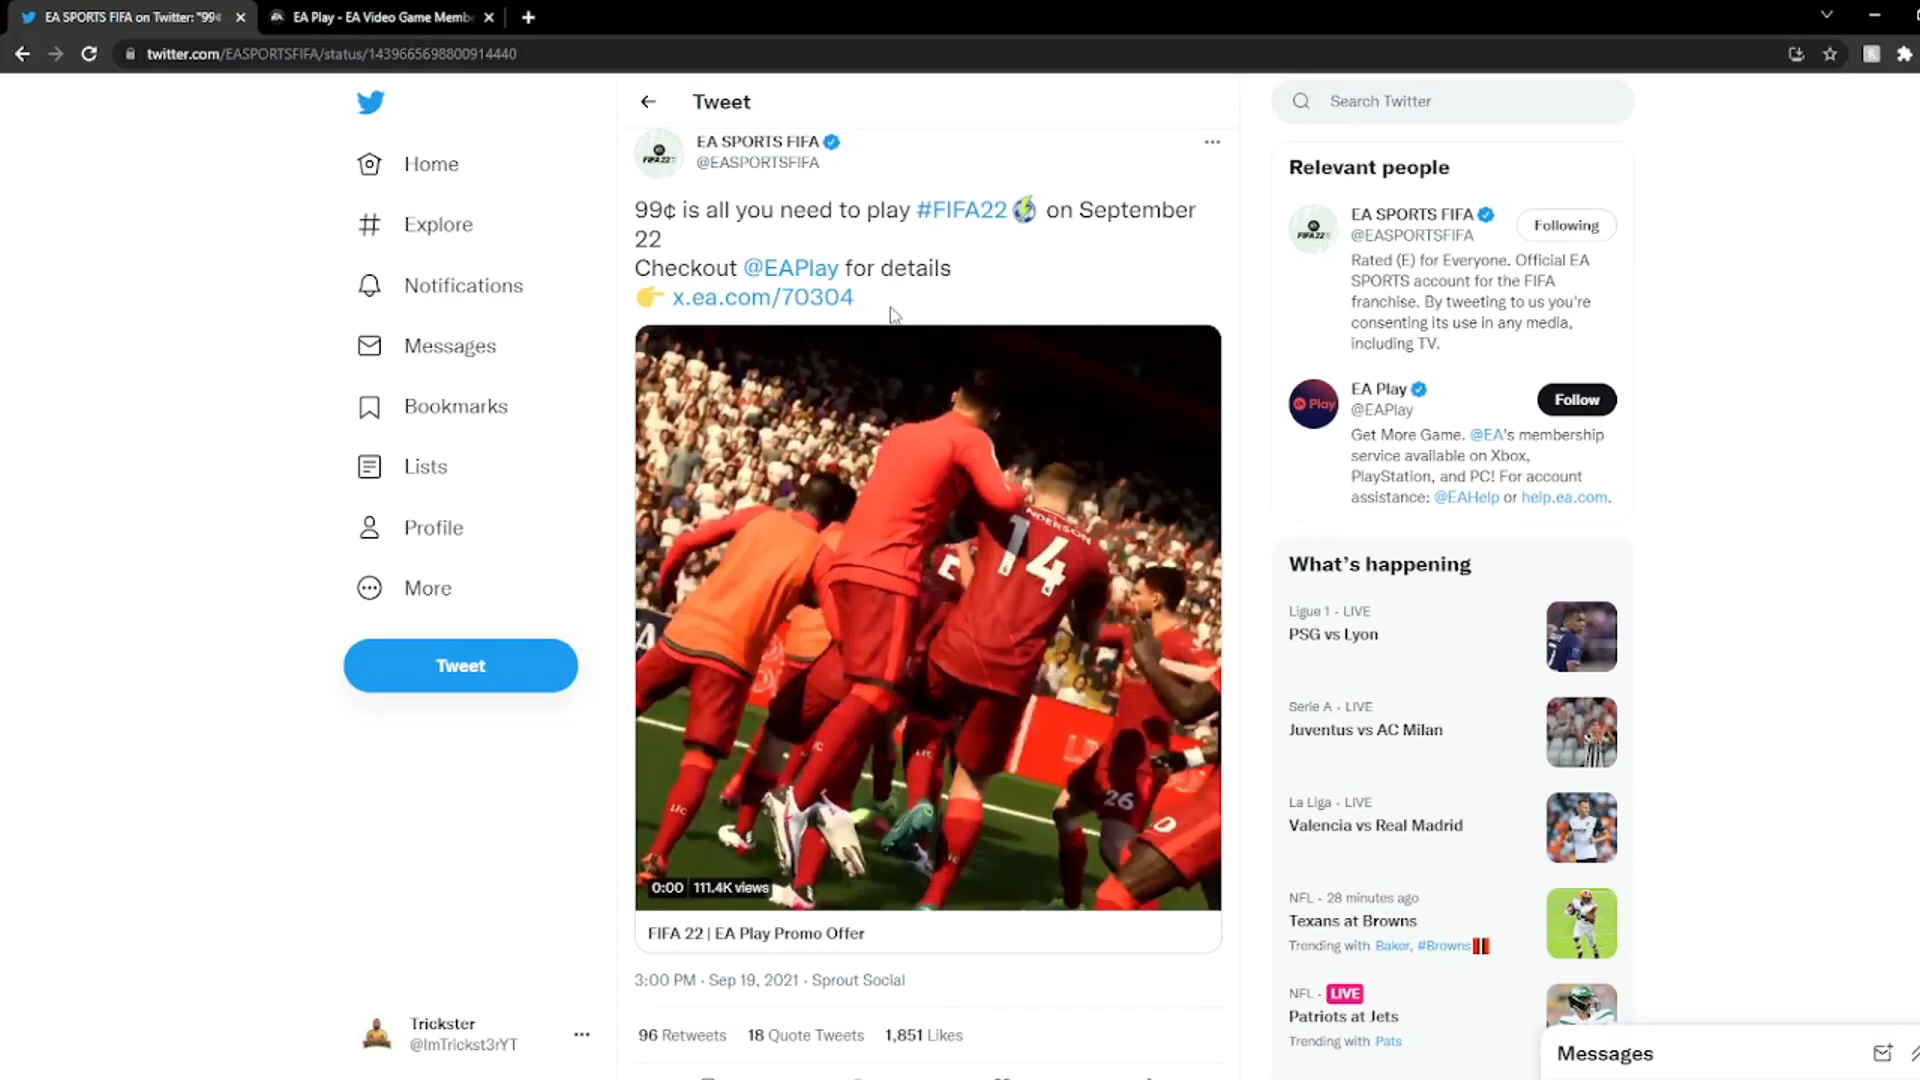 EA SPORTS FIFA on Twitter: "99¢
EA Play - EA Video Game Memb
twitter.com/EASPORTSFIFA/status/1439665698800914440
Home
Explore
Notifications
Messages
Bookmarks
Lists
Profile
More
Tweet
Trickster
@ImTrickst3rYT
Tweet
EA SPORTS FIFA
@EASPORTSFIFA
99¢ is all you need to play #FIFA22 on September
22
Checkout @EAPlay for details
👉 x.ea.com/70304
ANDERSON
14
26
LFC
0:00 111.4K views
FIFA 22 | EA Play Promo Offer
3:00 PM · Sep 19, 2021 · Sprout Social
96 Retweets 18 Quote Tweets 1,851 Likes
Search Twitter
Relevant people
FIFA 22
EA SPORTS FIFA
@EASPORTSFIFA
Following
Rated (E) for Everyone. Official EA
SPORTS account for the FIFA
franchise. By tweeting to us you're
consenting its use in any media,
including TV.
Play
EA Play
@EAPlay
Follow
Get More Game. @EA's membership
service available on Xbox,
PlayStation, and PC! For account
assistance: @EAHelp or help.ea.com.
What's happening
Ligue 1 · LIVE
PSG vs Lyon
Serie A · LIVE
Juventus vs AC Milan
La Liga · LIVE
Valencia vs Real Madrid
NFL · 28 minutes ago
Texans at Browns
Trending with Baker, #Browns
NFL · LIVE
Patriots at Jets
Trending with Pats
Messages